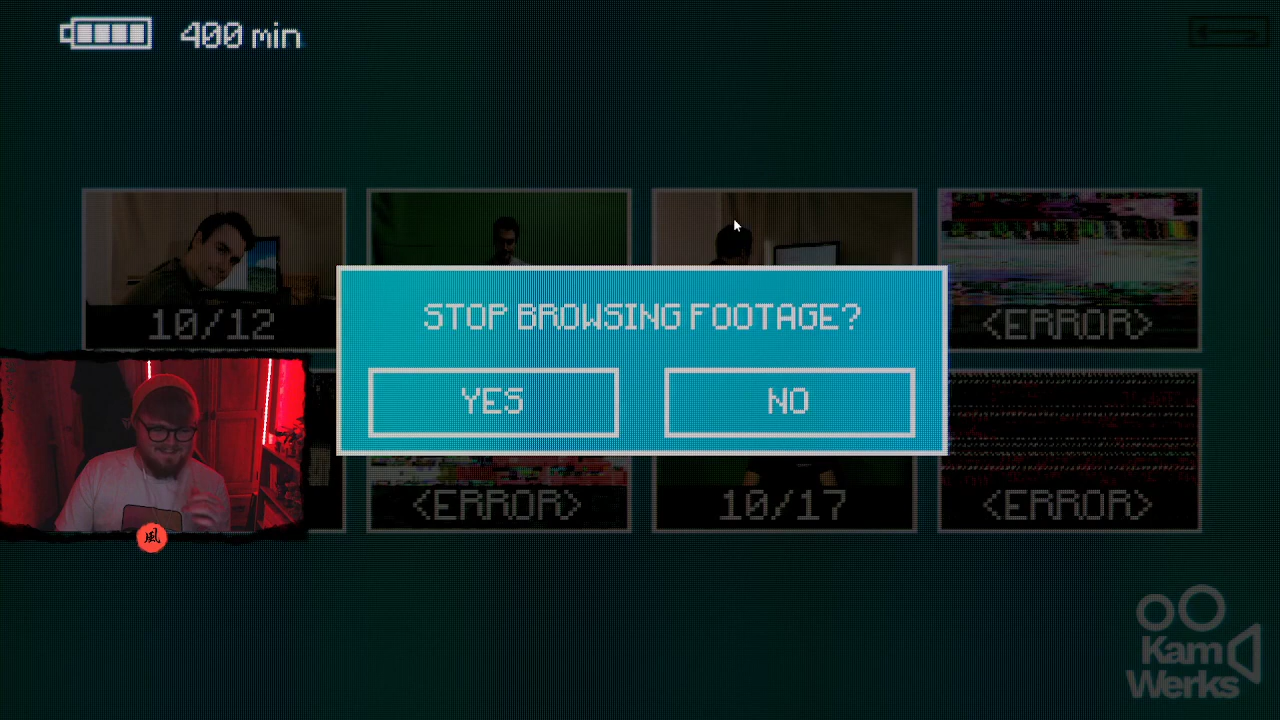 400 min
10/12
<ERROR>
STOP BROWSING FOOTAGE?
YES
NO
<ERROR>
10/17
<ERROR>
風
Kam
Werks